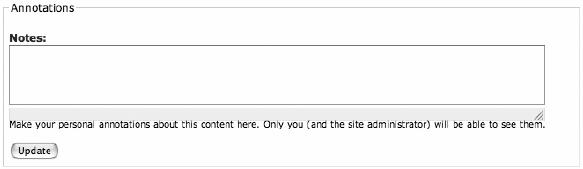 Annotations
Notes:
Make your personal annotations about this content here. Only you (and the site administrator) will be able to see them.
Update